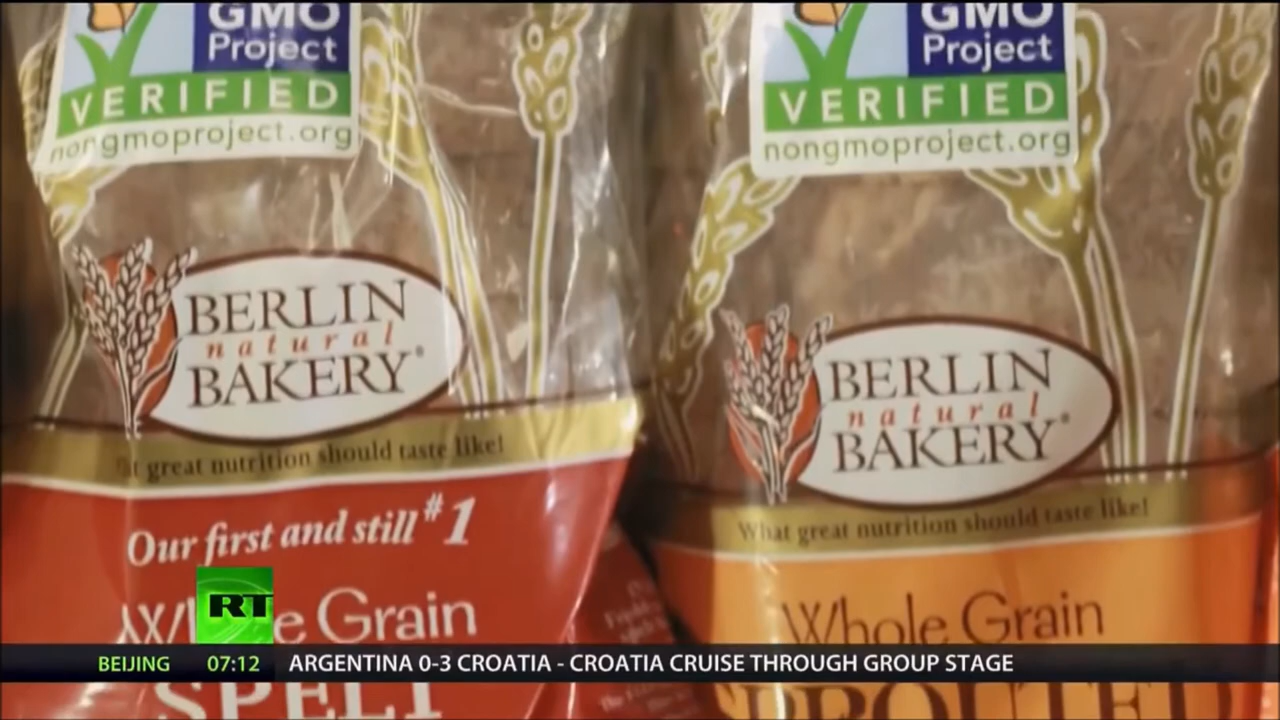 GMO
Project
VERIFIED
nongmoproject.org
BERLIN
natural
BAKERY®
great nutrition should taste like!
Our first and still #1
Whole Grain
SPELT
GMO
Project
VERIFIED
nongmoproject.org
BERLIN
natural
BAKERY®
What great nutrition should taste like!
Whole Grain
SPROUTED
RT
BEIJING 07:12 ARGENTINA 0-3 CROATIA - CROATIA CRUISE THROUGH GROUP STAGE